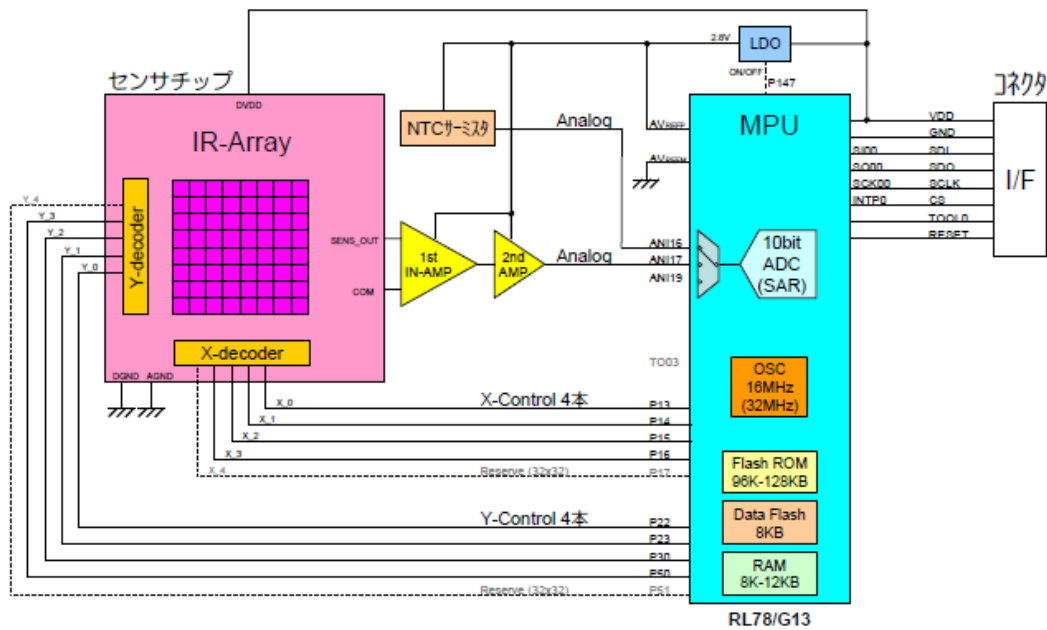 2.8V
LDO
ON/OFF
P147
センサチップ
コネクタ
DVDD
IR-Array
NTCサーミスタ
Analog
AVREFP
AVREFM
MPU
VDD
GND
SI00
SDI
SO00
SDO
SCK00
SCLK
INTP0
CS
TOOL0
RESET
I/F
Y_4
Y_3
Y_2
Y_1
Y_0
Y-decoder
SENS_OUT
COM
1st
IN-AMP
2nd
AMP
Analog
ANI16
ANI17
ANI19
10bit
ADC
(SAR)
X-decoder
DGND
AGND
TO03
OSC
16MHz
(32MHz)
X_0
X-Control 4本
P13
X_1
P14
X_2
P15
X_3
P16
X_4
Reserve (32x32)
P17
Flash ROM
96K-128KB
Y-Control 4本
P22
P23
P30
P50
Reserve (32x32)
P51
Data Flash
8KB
RAM
8K-12KB
RL78/G13